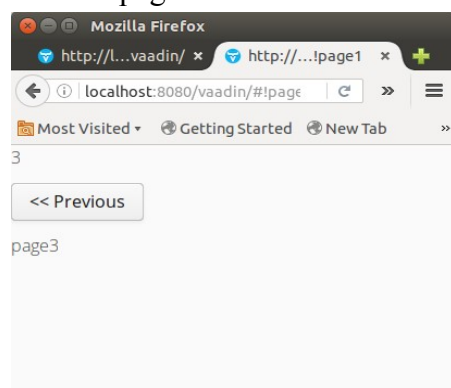 Mozilla Firefox
http://l...vaadin/ × http://...!page1 ×
localhost:8080/vaadin/#!page
Most Visited Getting Started New Tab »
3
<< Previous
page3